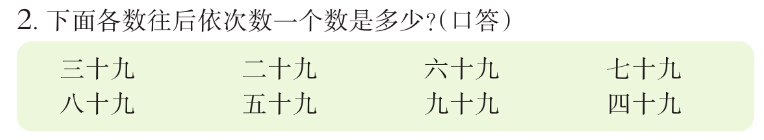 2. 下面各数往后依次数一个数是多少?(口答)
三十九 二十九 六十九 七十九
八十九 五十九 九十九 四十九